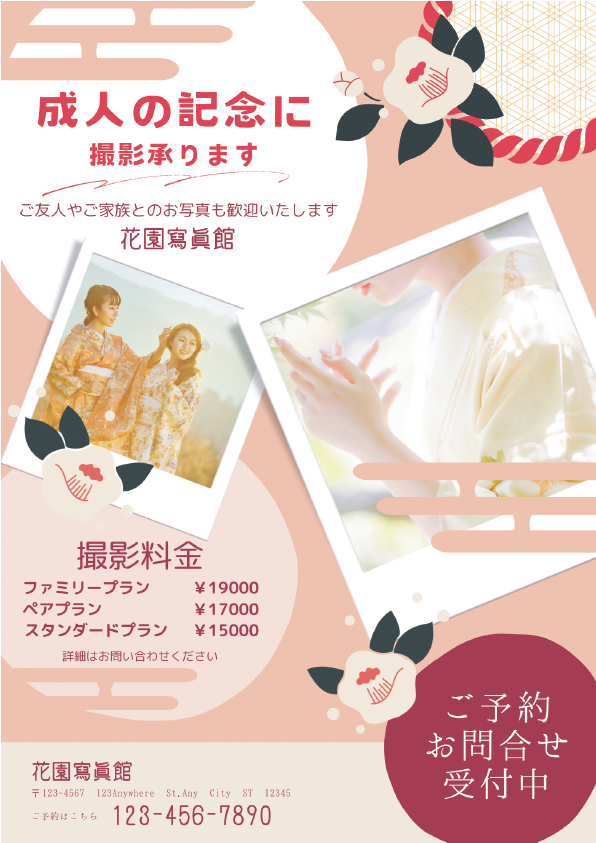 成人の記念に
撮影承ります
ご友人やご家族とのお写真も歓迎いたします
花園寫眞館
撮影料金
ファミリープラン ￥19000
ペアプラン ￥17000
スタンダードプラン ￥15000
詳細はお問い合わせください
ご予約
お問合せ
受付中
花園寫眞館
〒123-4567 123Anywhere St.Any City ST 12345
ご予約はこちら 123-456-7890